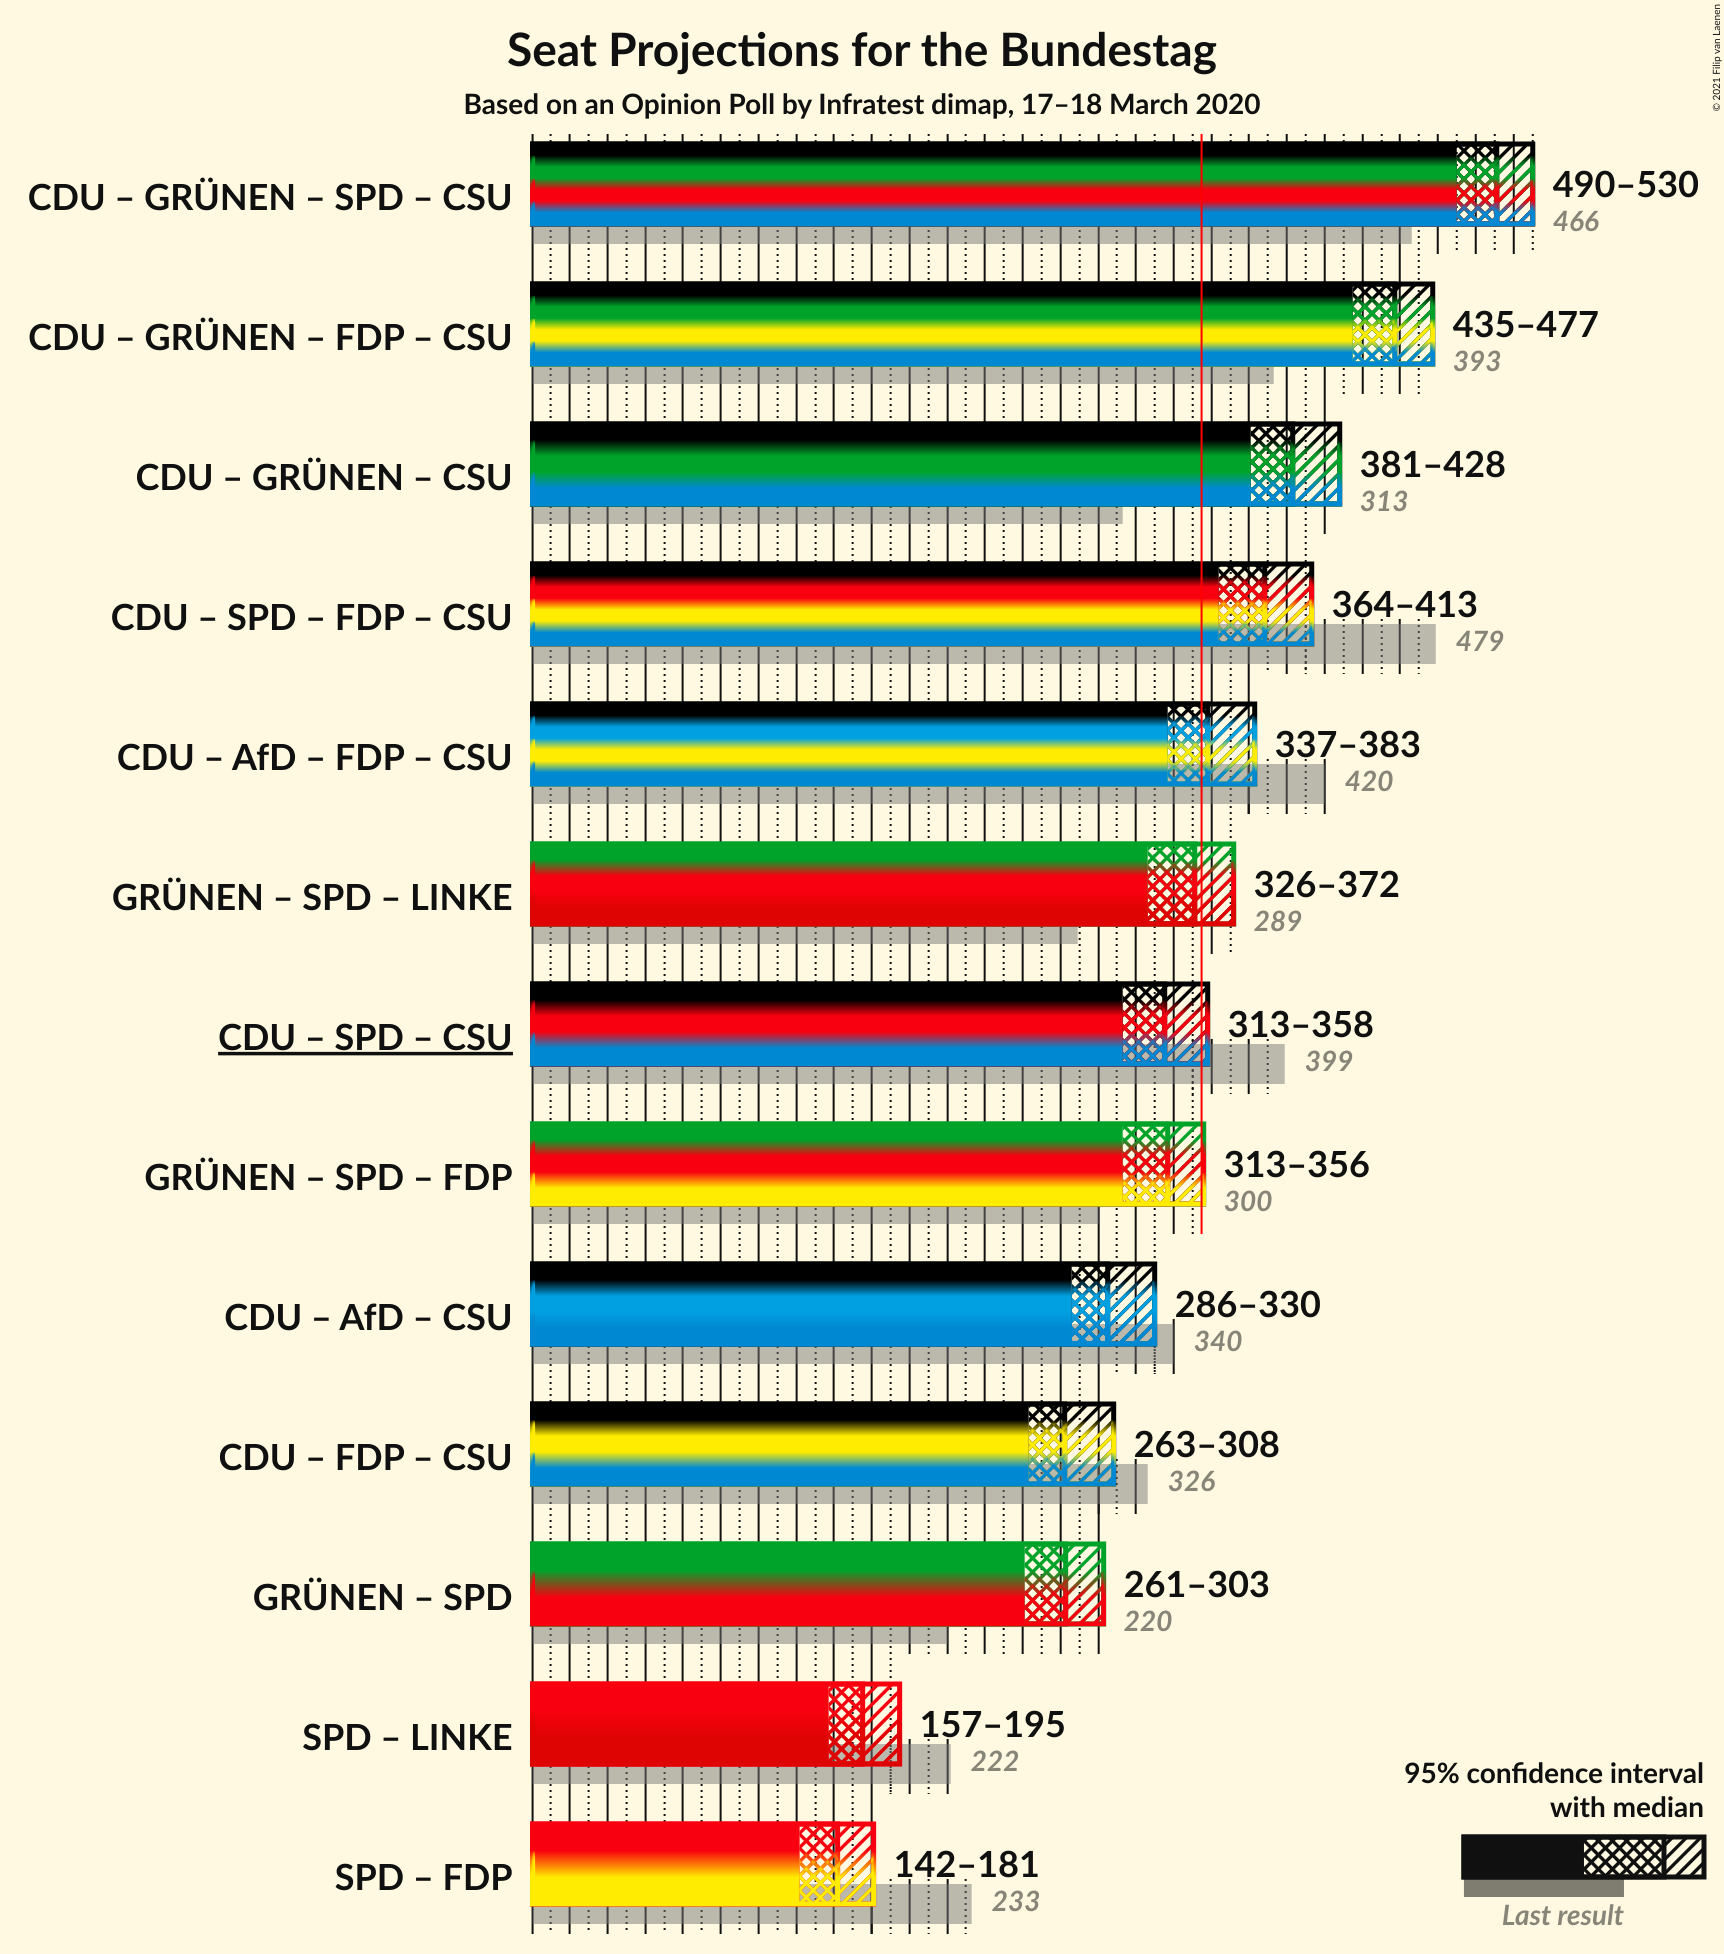 Seat Projections for the Bundestag
Based on an Opinion Poll by Infratest dimap, 17–18 March 2020
© 2021 Filip van Laenen
CDU – GRÜNEN – SPD – CSU
490–530
466
CDU – GRÜNEN – FDP – CSU
435–477
393
CDU – GRÜNEN – CSU
381–428
313
CDU – SPD – FDP – CSU
364–413
479
CDU – AfD – FDP – CSU
337–383
420
GRÜNEN – SPD – LINKE
326–372
289
CDU – SPD – CSU
313–358
399
GRÜNEN – SPD – FDP
313–356
300
CDU – AfD – CSU
286–330
340
CDU – FDP – CSU
263–308
326
GRÜNEN – SPD
261–303
220
SPD – LINKE
157–195
222
SPD – FDP
142–181
233
95% confidence interval
with median
Last result